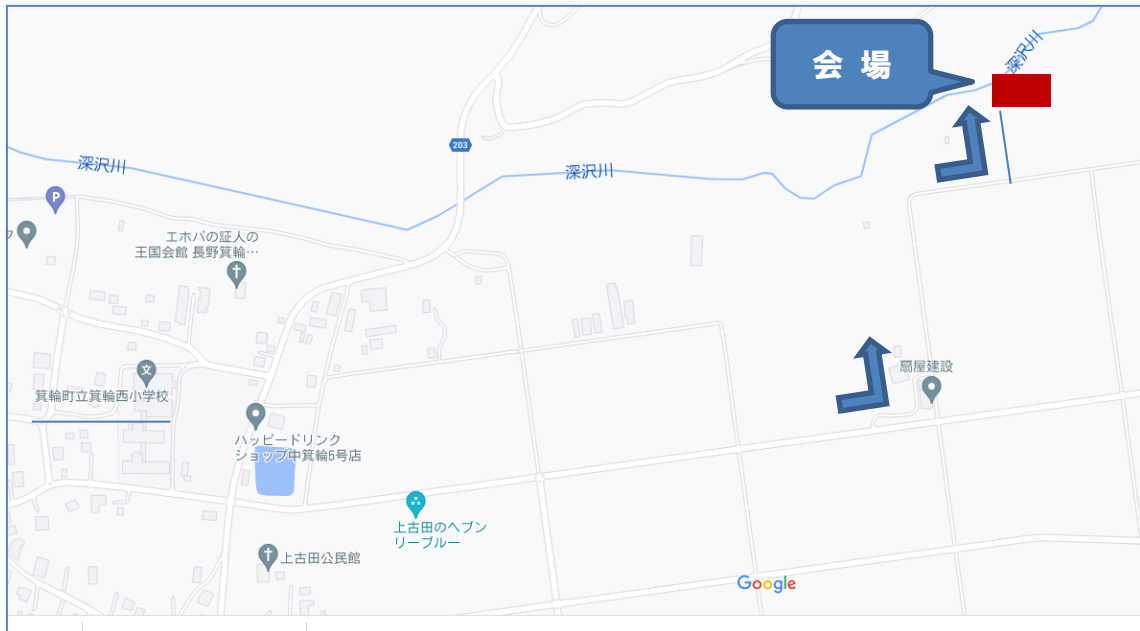 会 場
深沢川
203
深沢川
深沢川
P
エホバの証人の
王国会館 長野箕輪…
扇屋建設
文
箕輪町立箕輪西小学校
ハッピードリンク
ショップ中箕輪5号店
上古田のヘブン
リーブルー
上古田公民館
Google